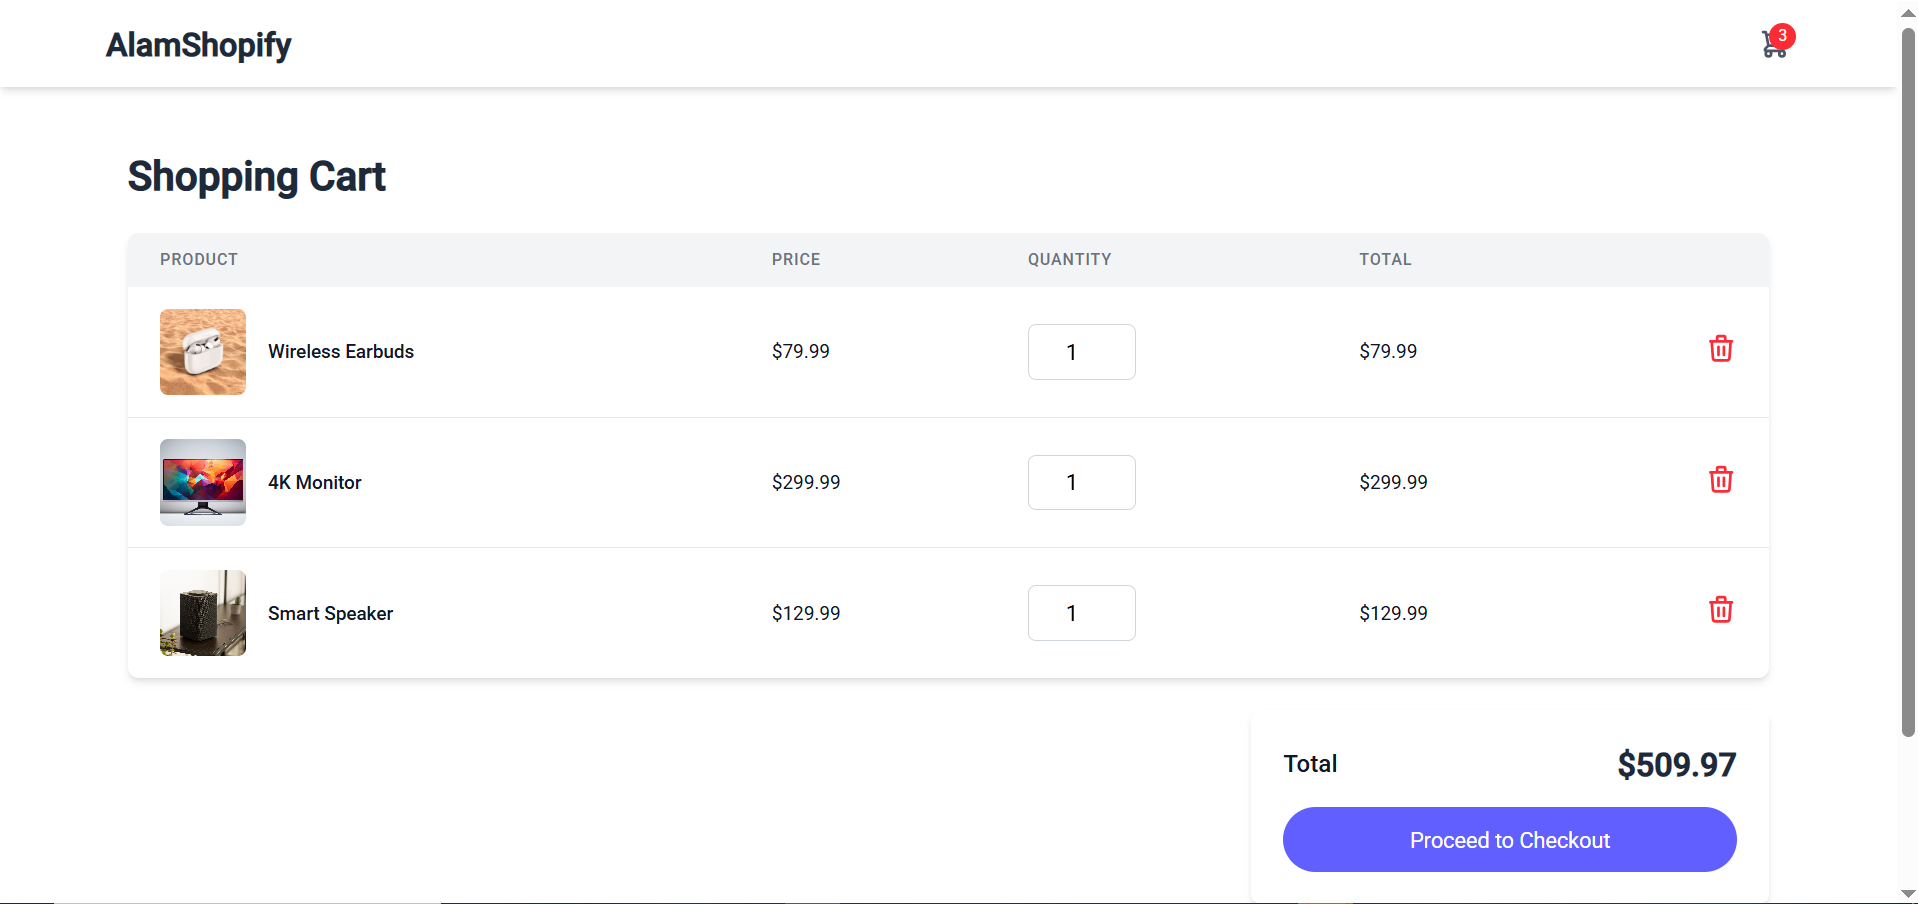 AlamShopify
3
Shopping Cart
PRODUCT PRICE QUANTITY TOTAL
Wireless Earbuds $79.99 1 $79.99
4K Monitor $299.99 1 $299.99
Smart Speaker $129.99 1 $129.99
Total $509.97
Proceed to Checkout